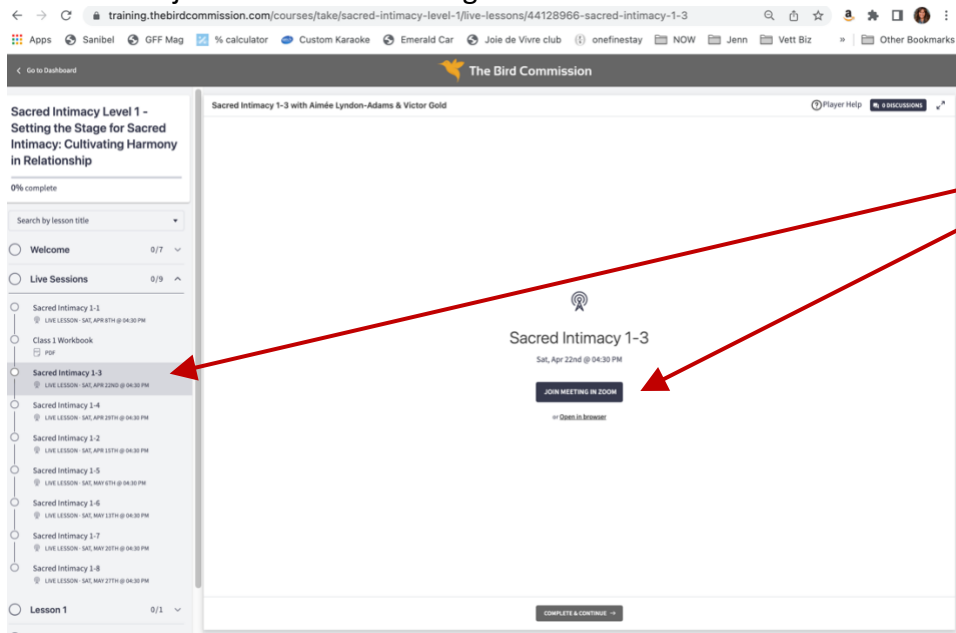 training.thebirdcommission.com/courses/take/sacred-intimacy-level-1/live-lessons/44128966-sacred-intimacy-1-3
Apps Sanibel GFF Mag % calculator Custom Karaoke Emerald Car Joie de Vivre club onefinestay NOW Jenn Vett Biz » Other Bookmarks
Go to Dashboard
The Bird Commission
Sacred Intimacy Level 1 -
Setting the Stage for Sacred
Intimacy: Cultivating Harmony
in Relationship
0% complete
Search by lesson title
Welcome 0/7
Live Sessions 0/9
Sacred Intimacy 1-1
LIVE LESSON - SAT, APR 8TH @ 04:30 PM
Class 1 Workbook
PDF
Sacred Intimacy 1-3
LIVE LESSON - SAT, APR 22ND @ 04:30 PM
Sacred Intimacy 1-4
LIVE LESSON - SAT, APR 29TH @ 04:30 PM
Sacred Intimacy 1-2
LIVE LESSON - SAT, APR 15TH @ 04:30 PM
Sacred Intimacy 1-5
LIVE LESSON - SAT, MAY 6TH @ 04:30 PM
Sacred Intimacy 1-6
LIVE LESSON - SAT, MAY 13TH @ 04:30 PM
Sacred Intimacy 1-7
LIVE LESSON - SAT, MAY 20TH @ 04:30 PM
Sacred Intimacy 1-8
LIVE LESSON - SAT, MAY 27TH @ 04:30 PM
Lesson 1 0/1
Sacred Intimacy 1-3 with Aimée Lyndon-Adams & Victor Gold
Player Help 0 DISCUSSIONS
Sacred Intimacy 1-3
Sat, Apr 22nd @ 04:30 PM
JOIN MEETING IN ZOOM
or Open in browser
COMPLETE & CONTINUE →